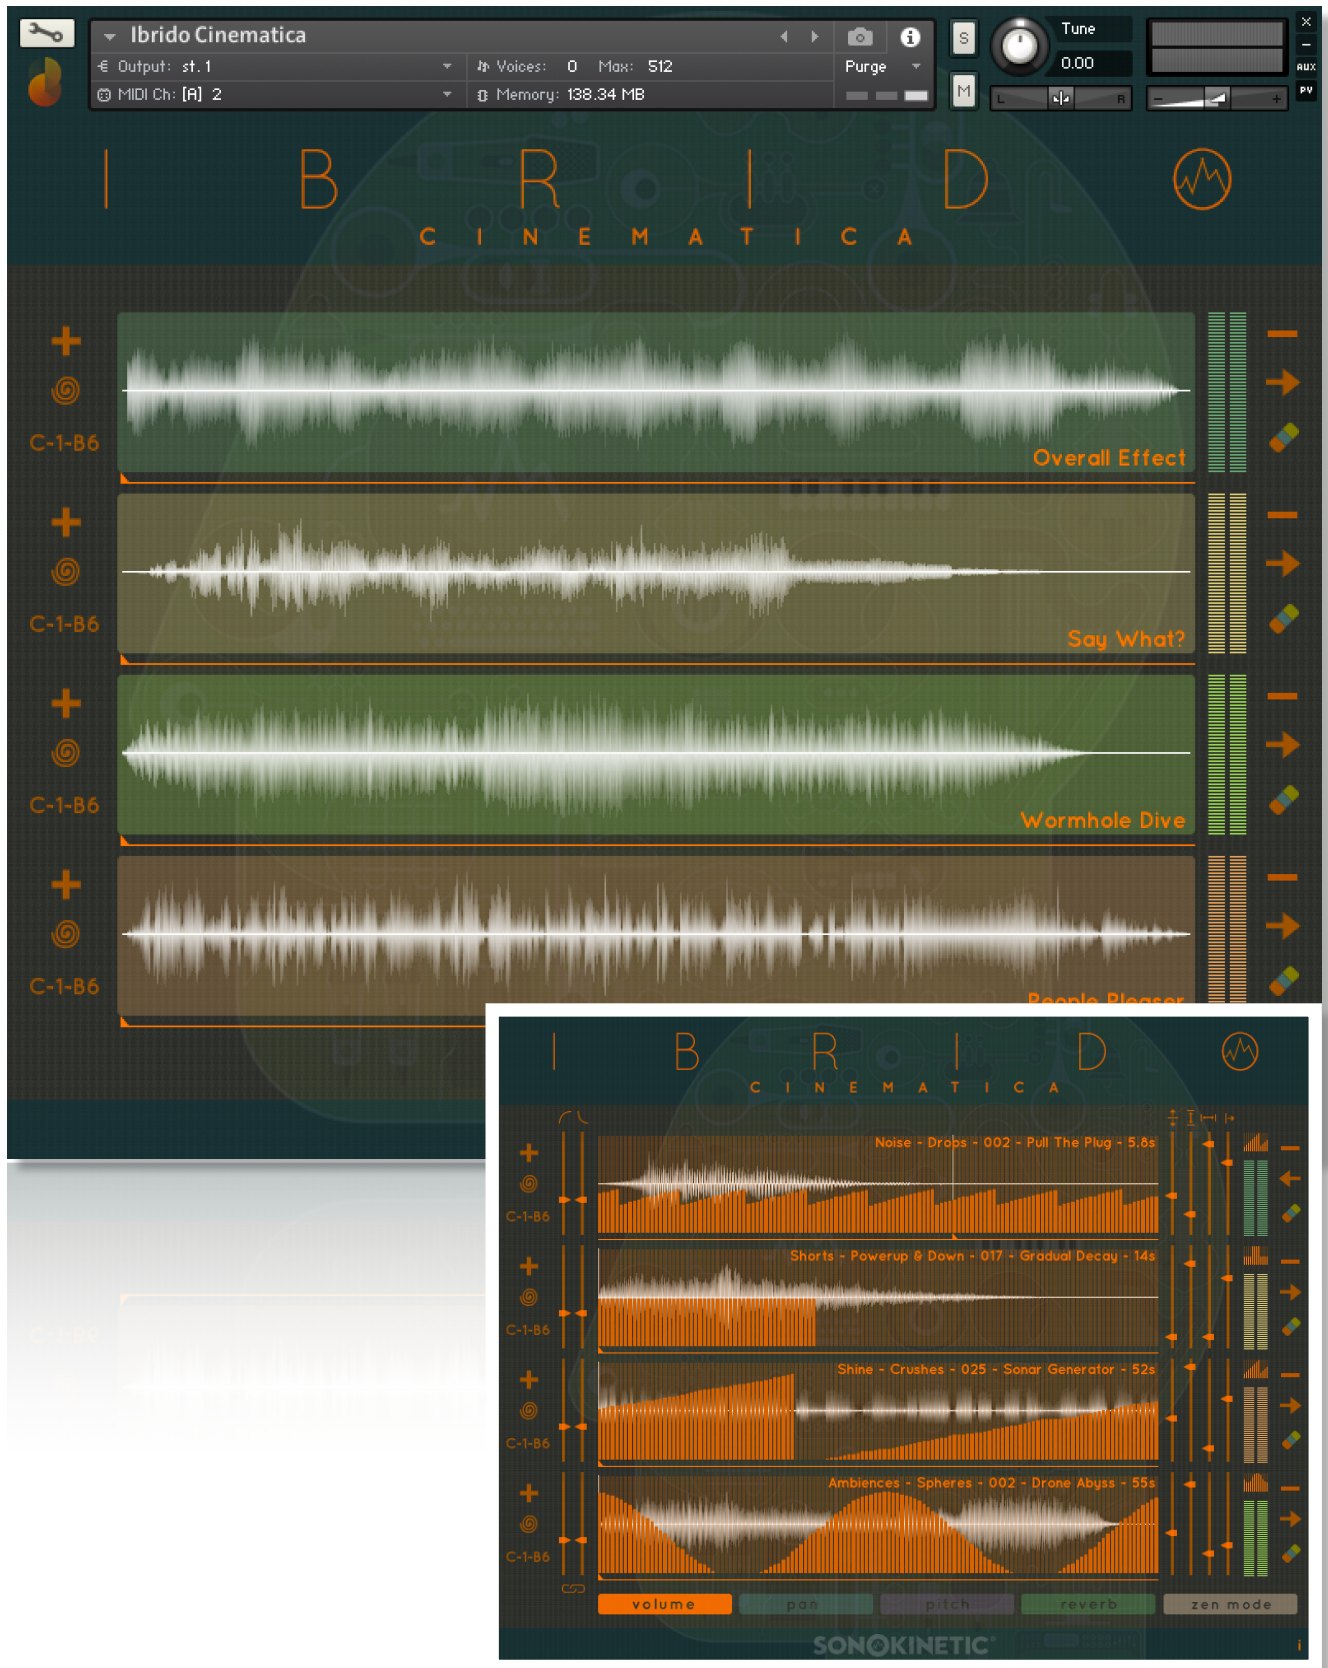 Ibrido Cinematica
Output: st.1
Voices: 0 Max: 512
Purge
MIDI Ch: [A] 2
Memory: 138.34 MB
S
M
Tune
0.00
L R
- +
x
-
AUX
PV
I B R I D
C I N E M A T I C A
C-1-B6
Overall Effect
C-1-B6
Say What?
C-1-B6
Wormhole Dive
C-1-B6
People Pleaser
I B R I D
C I N E M A T I C A
Noise - Drops - 002 - Pull The Plug - 5.8s
C-1-B6
Shorts - Powerup & Down - 017 - Gradual Decay - 14s
C-1-B6
Shine - Crushes - 025 - Sonar Generator - 52s
C-1-B6
Ambiences - Spheres - 002 - Drone Abyss - 55s
C-1-B6
volume pan pitch reverb zen mode
SONOKINETIC
i